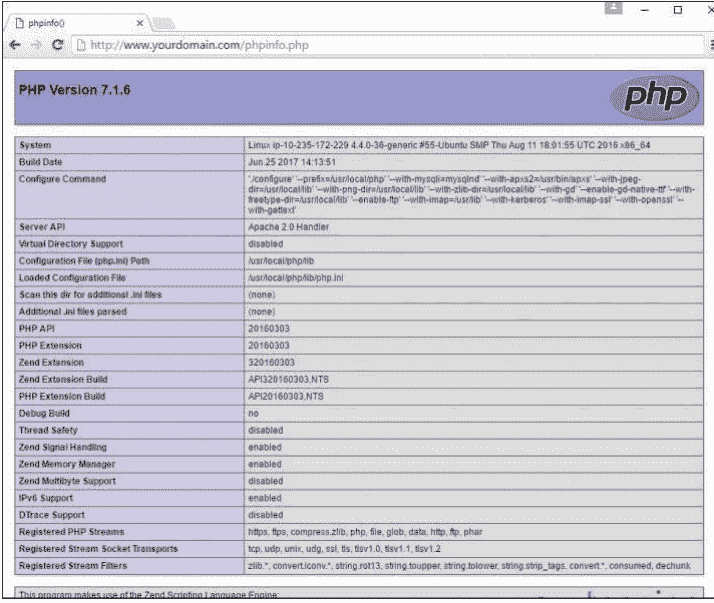 phpinfo()
http://www.yourdomain.com/phpinfo.php
PHP Version 7.1.6
php
System Linux ip-10-235-172-229 4.4.0-36-generic #55-Ubuntu SMP Thu Aug 11 18:01:55 UTC 2016 x86_64
Build Date Jun 25 2017 14:13:51
Configure Command './configure' '--prefix=/usr/local/php' '--with-mysqli=mysqlnd' '--with-apxs2=/usr/bin/apxs' '--with-jpeg-
dir=/usr/local/lib' '--with-png-dir=/usr/local/lib' '--with-zlib-dir=/usr/local/lib' '--with-gd' '--enable-gd-native-ttf' '--with-
freetype-dir=/usr/local/lib' '--enable-ftp' '--with-imap=/usr/lib' '--with-kerberos' '--with-imap-ssl' '--with-openssl' '--
with-gettext'
Server API Apache 2.0 Handler
Virtual Directory Support disabled
Configuration File (php.ini) Path /usr/local/php/lib
Loaded Configuration File /usr/local/php/lib/php.ini
Scan this dir for additional .ini files (none)
Additional .ini files parsed (none)
PHP API 20160303
PHP Extension 20160303
Zend Extension 320160303
Zend Extension Build API320160303,NTS
PHP Extension Build API20160303,NTS
Debug Build no
Thread Safety disabled
Zend Signal Handling enabled
Zend Memory Manager enabled
Zend Multibyte Support disabled
IPv6 Support enabled
DTrace Support disabled
Registered PHP Streams https, ftps, compress.zlib, php, file, glob, data, http, ftp, phar
Registered Stream Socket Transports tcp, udp, unix, udg, ssl, tls, tlsv1.0, tlsv1.1, tlsv1.2
Registered Stream Filters zlib.*, convert.iconv.*, string.rot13, string.toupper, string.tolower, string.strip_tags, convert.*, consumed, dechunk
This program makes use of the Zend Scripting Language Engine: